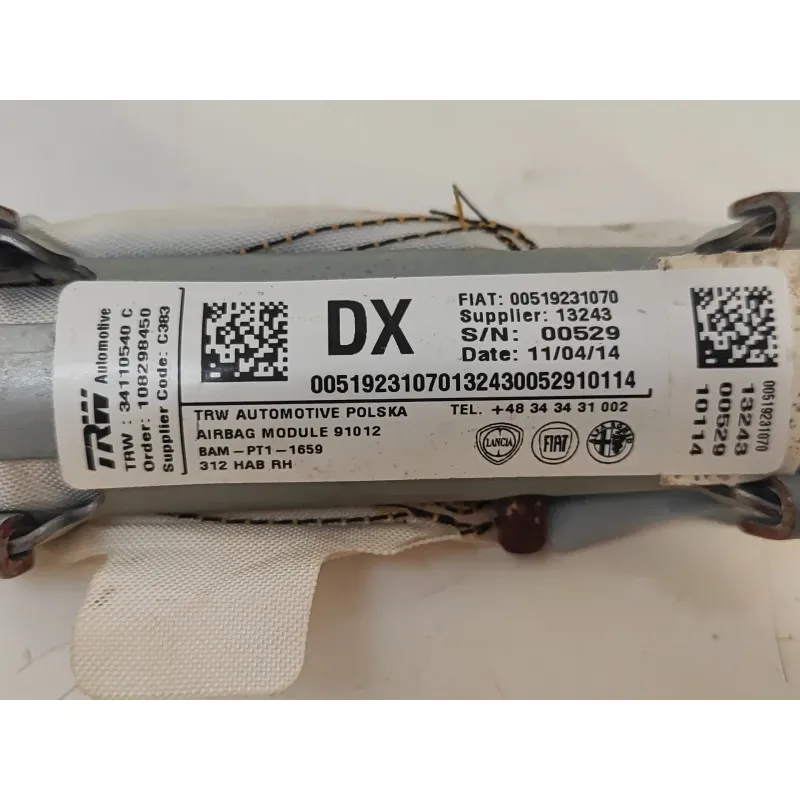 TRW Automotive
TRW : 34110540 C
Order: 108298450
Supplier Code: C383
DX
FIAT: 00519231070
Supplier: 13243
S/N: 00529
Date: 11/04/14
00519231070132430052910114
TRW AUTOMOTIVE POLSKA TEL. +48 34 34 31 002
AIRBAG MODULE 91012
BAM-PT1-1659
312 HAB RH
LANCIA
FIAT
00519231070
13243
00529
10114